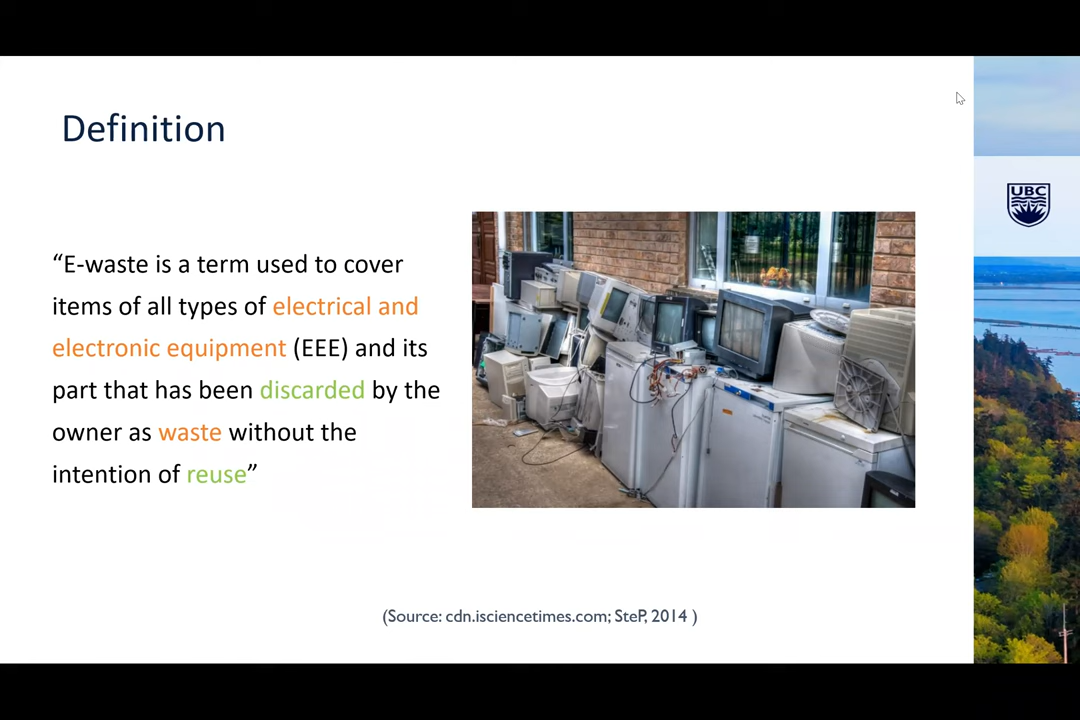 Definition
“E-waste is a term used to cover
items of all types of electrical and
electronic equipment (EEE) and its
part that has been discarded by the
owner as waste without the
intention of reuse”
UBC
(Source: cdn.isciencetimes.com; SteP, 2014 )